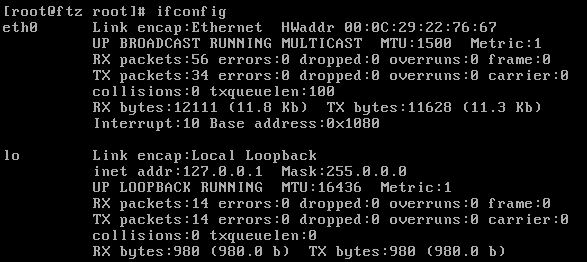 [root@ftz root]# ifconfig
eth0      Link encap:Ethernet  HWaddr 00:0C:29:22:76:67
          UP BROADCAST RUNNING MULTICAST  MTU:1500  Metric:1
          RX packets:56 errors:0 dropped:0 overruns:0 frame:0
          TX packets:34 errors:0 dropped:0 overruns:0 carrier:0
          collisions:0 txqueuelen:100
          RX bytes:12111 (11.8 Kb)  TX bytes:11628 (11.3 Kb)
          Interrupt:10 Base address:0x1080
lo        Link encap:Local Loopback
          inet addr:127.0.0.1  Mask:255.0.0.0
          UP LOOPBACK RUNNING  MTU:16436  Metric:1
          RX packets:14 errors:0 dropped:0 overruns:0 frame:0
          TX packets:14 errors:0 dropped:0 overruns:0 carrier:0
          collisions:0 txqueuelen:0
          RX bytes:980 (980.0 b)  TX bytes:980 (980.0 b)